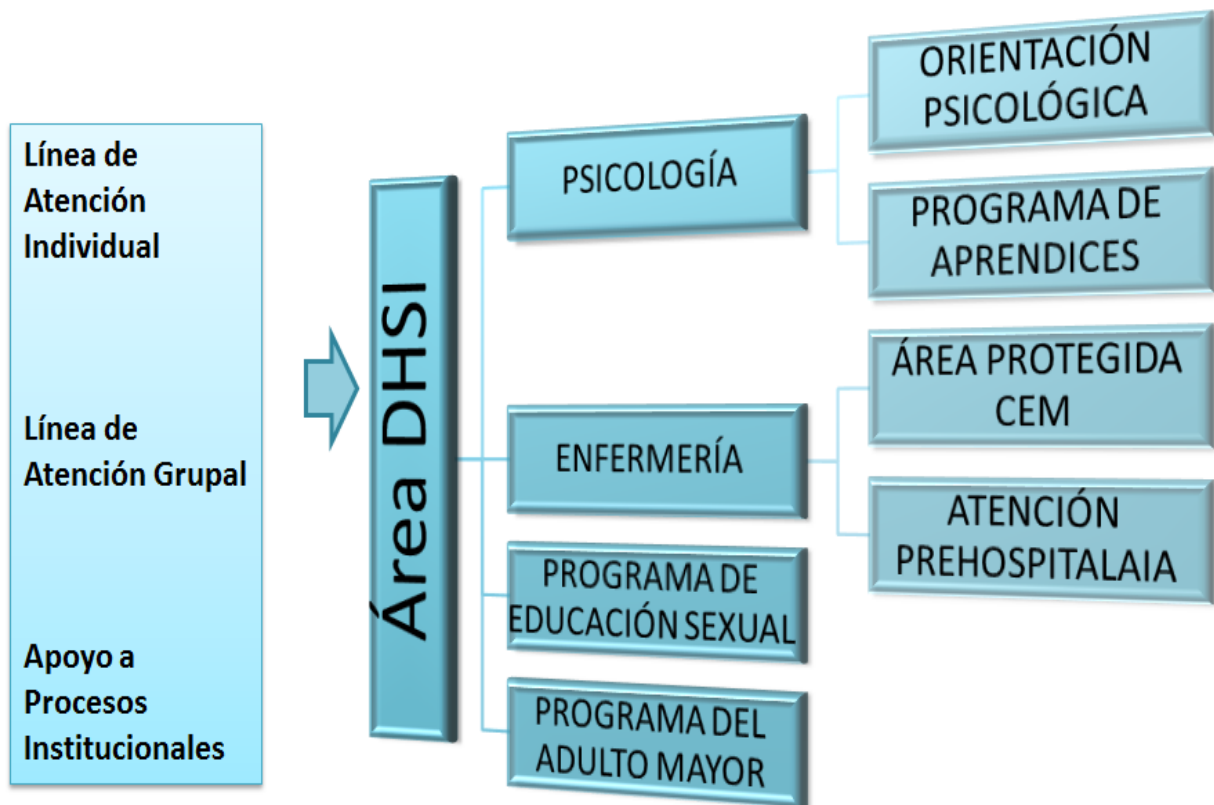 Línea de
Atención
Individual
Línea de
Atención Grupal
Apoyo a
Procesos
Institucionales
Área DHSI
PSICOLOGÍA
ENFERMERÍA
PROGRAMA DE
EDUCACIÓN SEXUAL
PROGRAMA DEL
ADULTO MAYOR
ORIENTACIÓN
PSICOLÓGICA
PROGRAMA DE
APRENDICES
ÁREA PROTEGIDA
CEM
ATENCIÓN
PREHOSPITALAIA